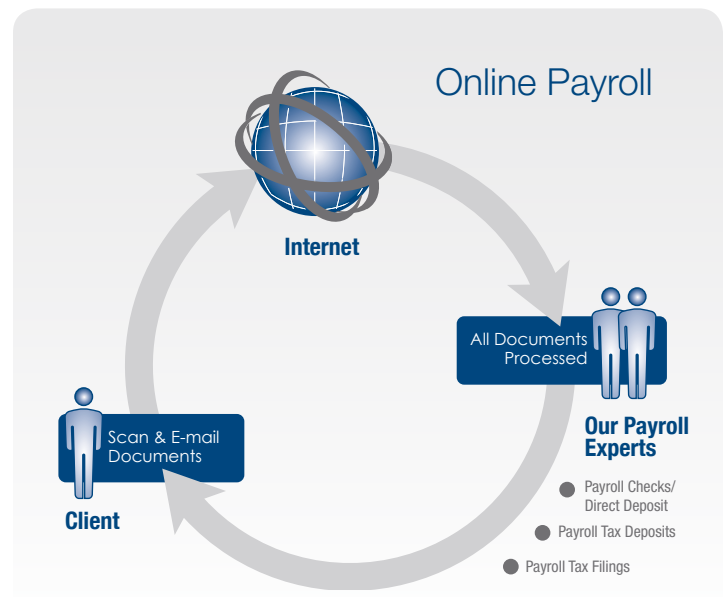 Online Payroll
Internet
All Documents
Processed
Our Payroll
Experts
Scan & E-mail
Documents
Client
Payroll Checks/
Direct Deposit
Payroll Tax Deposits
Payroll Tax Filings